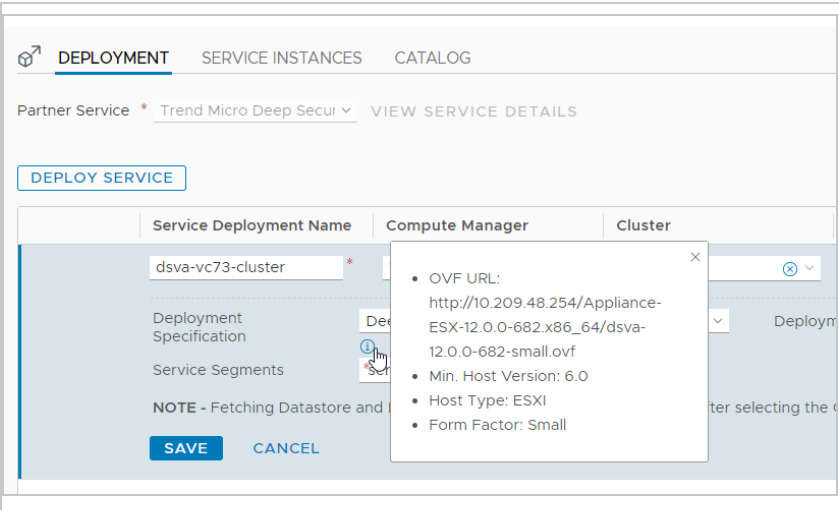 DEPLOYMENT SERVICE INSTANCES CATALOG
Partner Service * Trend Micro Deep Secur VIEW SERVICE DETAILS
DEPLOY SERVICE
Service Deployment Name Compute Manager Cluster
dsva-vc73-cluster *
OVF URL:
http://10.209.48.254/Appliance-
ESX-12.0.0-682.x86_64/dsva-
12.0.0-682-small.ovf
Min. Host Version: 6.0
Host Type: ESXI
Form Factor: Small
Deployment
Specification
Service Segments *
NOTE - Fetching Datastore and selecting the
SAVE CANCEL